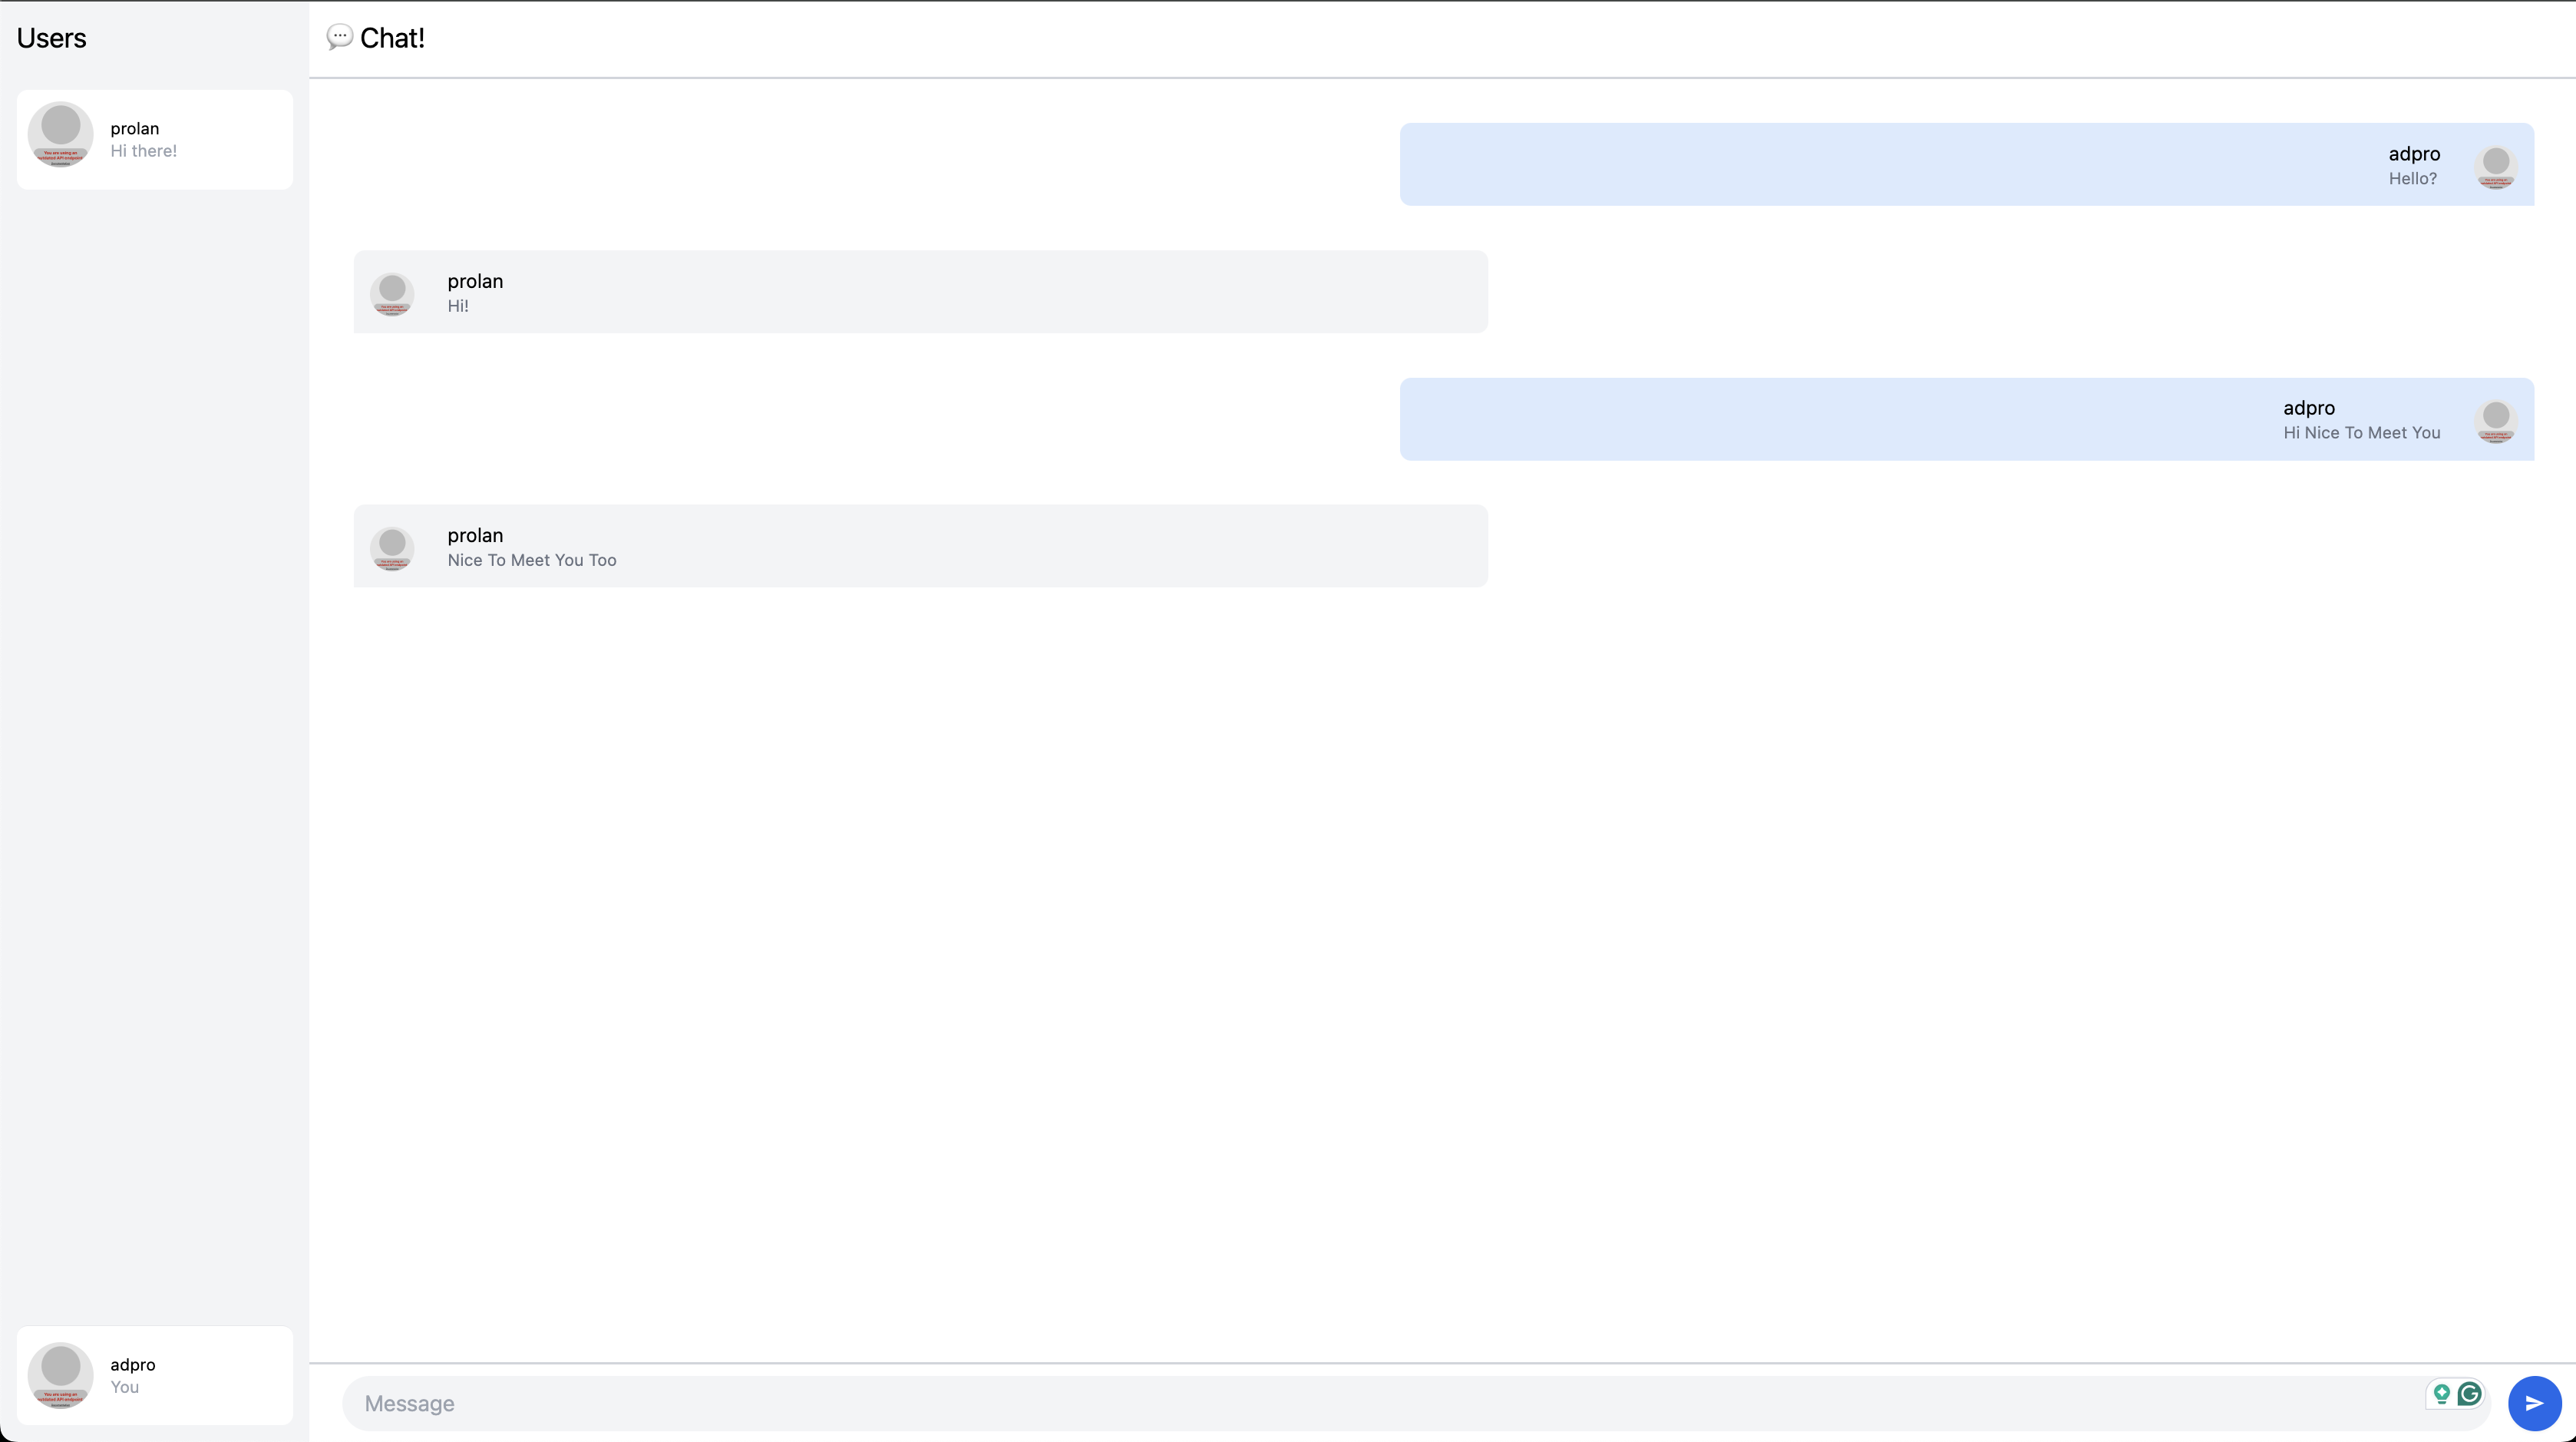 Users
prolan
Hi there!
adpro
You
💬 Chat!
adpro
Hello?
prolan
Hi!
adpro
Hi Nice To Meet You
prolan
Nice To Meet You Too
Message